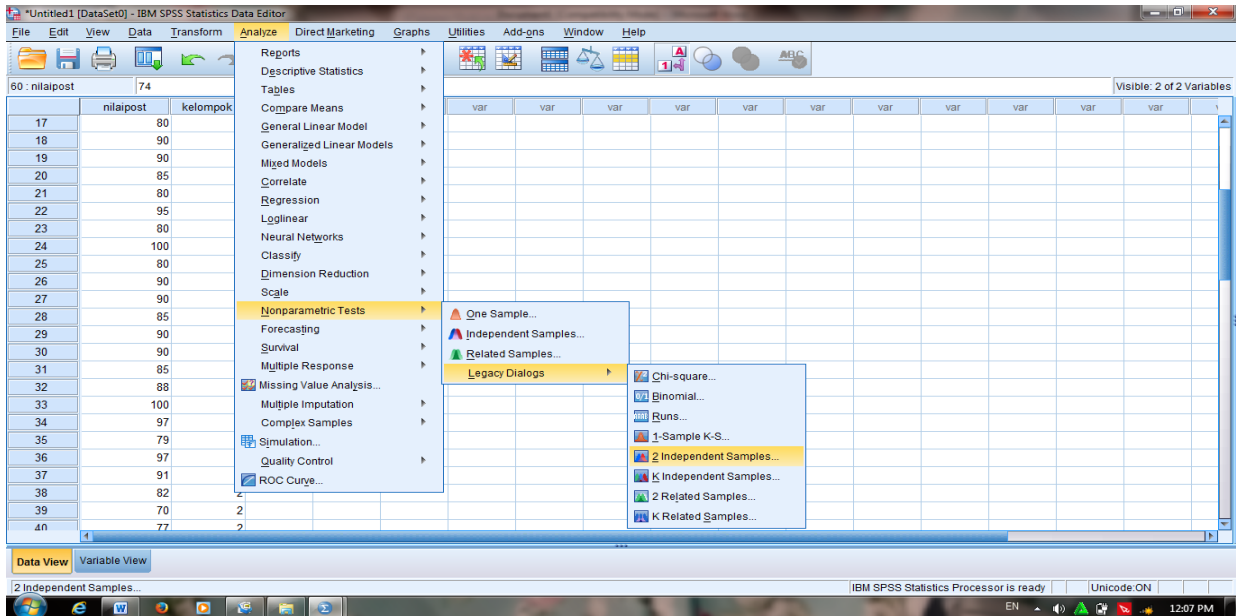 *Untitled1 [DataSet0] - IBM SPSS Statistics Data Editor
File Edit View Data Transform Analyze Direct Marketing Graphs Utilities Add-ons Window Help
60 : nilaipost 74 Visible: 2 of 2 Variables
nilaipost kelompok var var var var var var var var var var var
17 80
18 90
19 90
20 85
21 80
22 95
23 80
24 100
25 80
26 90
27 90
28 85
29 90
30 90
31 85
32 88
33 100
34 97
35 79
36 97
37 91
38 82 2
39 70 2
40 77 2
Reports
Descriptive Statistics
Tables
Compare Means
General Linear Model
Generalized Linear Models
Mixed Models
Correlate
Regression
Loglinear
Neural Networks
Classify
Dimension Reduction
Scale
Nonparametric Tests
Forecasting
Survival
Multiple Response
Missing Value Analysis...
Multiple Imputation
Complex Samples
Simulation...
Quality Control
ROC Curve...
One Sample...
Independent Samples...
Related Samples...
Legacy Dialogs
Chi-square...
Binomial...
Runs...
1-Sample K-S...
2 Independent Samples...
K Independent Samples...
2 Related Samples...
K Related Samples...
Data View Variable View
2 Independent Samples... IBM SPSS Statistics Processor is ready Unicode:ON
EN 12:07 PM